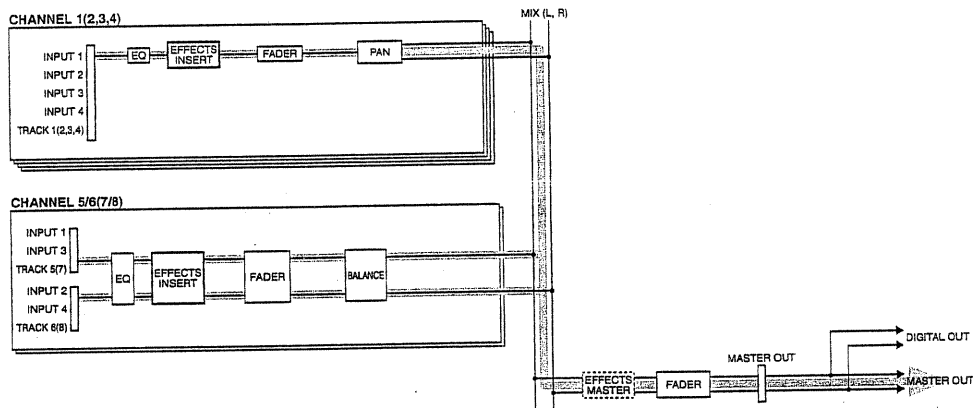 MIX (L, R)
CHANNEL 1(2,3,4)
INPUT 1
INPUT 2
INPUT 3
INPUT 4
TRACK 1(2,3,4)
EQ
EFFECTS
INSERT
FADER
PAN
CHANNEL 5/6(7/8)
INPUT 1
INPUT 3
TRACK 5(7)
INPUT 2
INPUT 4
TRACK 6(8)
EQ
EFFECTS
INSERT
FADER
BALANCE
EFFECTS
MASTER
FADER
MASTER OUT
DIGITAL OUT
MASTER OUT